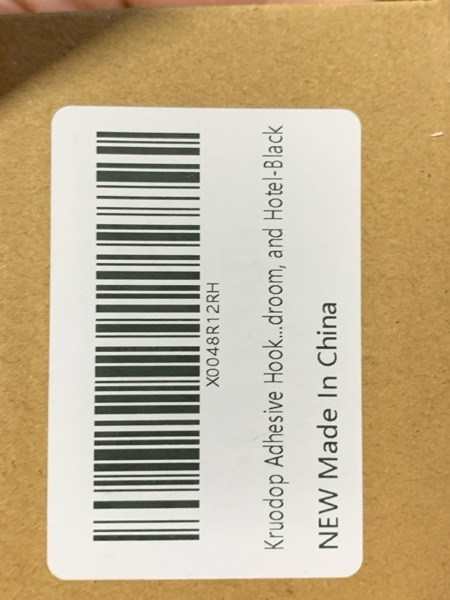 X0048R12RH
Kruodop Adhesive Hook...droom, and Hotel-Black
NEW Made In China